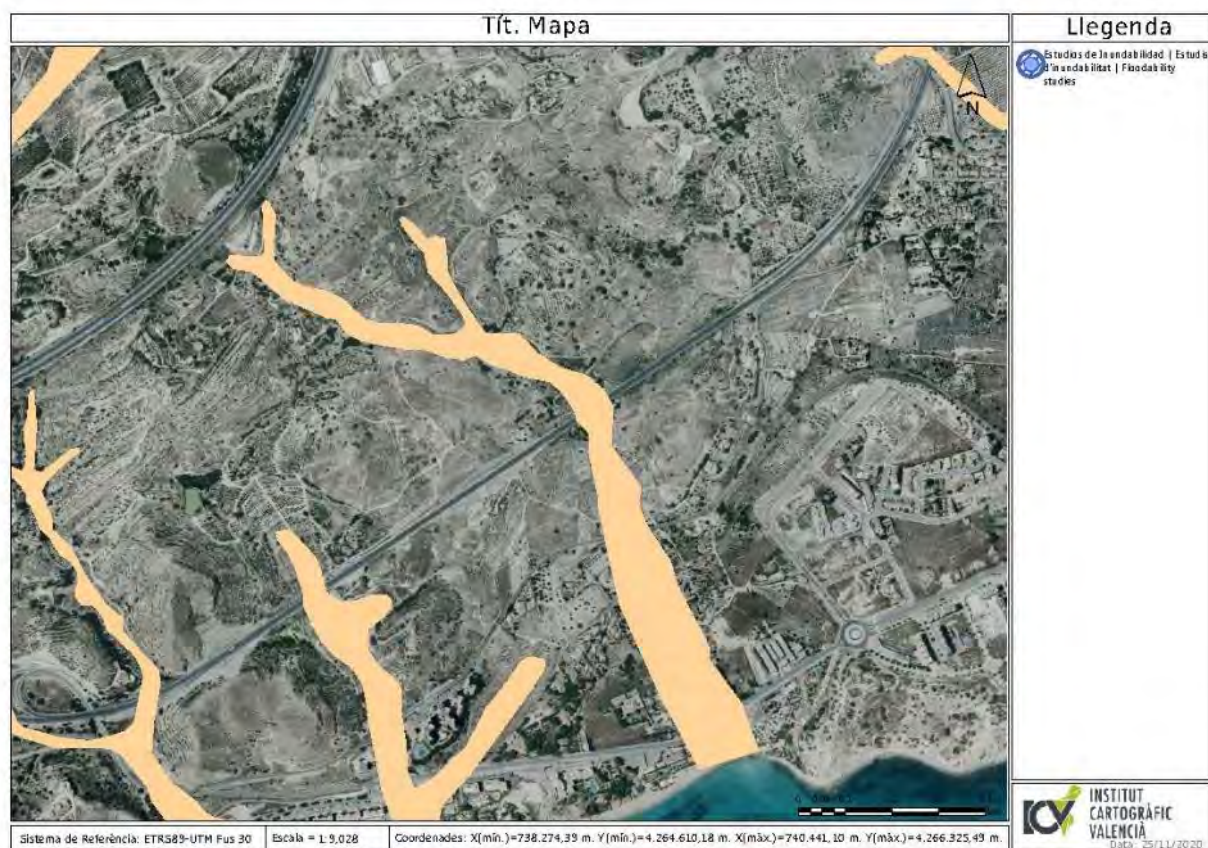 Tít. Mapa
Llegenda
Estudios de Inundabilidad | Estudis
d'inundabilitat | Floodability
studies
N
INSTITUT
CARTOGRÀFIC
VALENCIÀ
Data: 25/11/2020
Sistema de Referència: ETRS89-UTM Fus 30
Escala = 1:9,028
Coordenades: X(mín.)=738.274,39 m. Y(mín.)=4.264.610,18 m. X(màx.)=740.441,10 m. Y(màx.)=4.266.325,49 m.